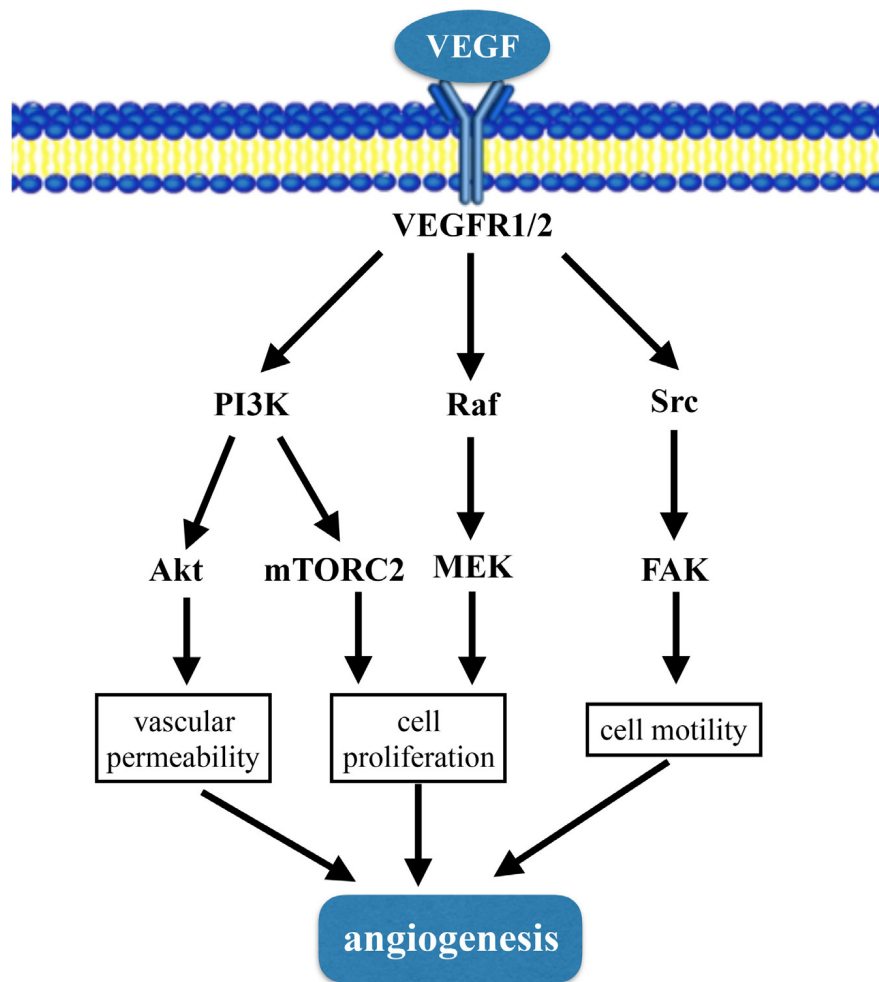 VEGF
VEGFR1/2
PI3K
Raf
Src
Akt
mTORC2
MEK
FAK
vascular
permeability
cell
proliferation
cell motility
angiogenesis